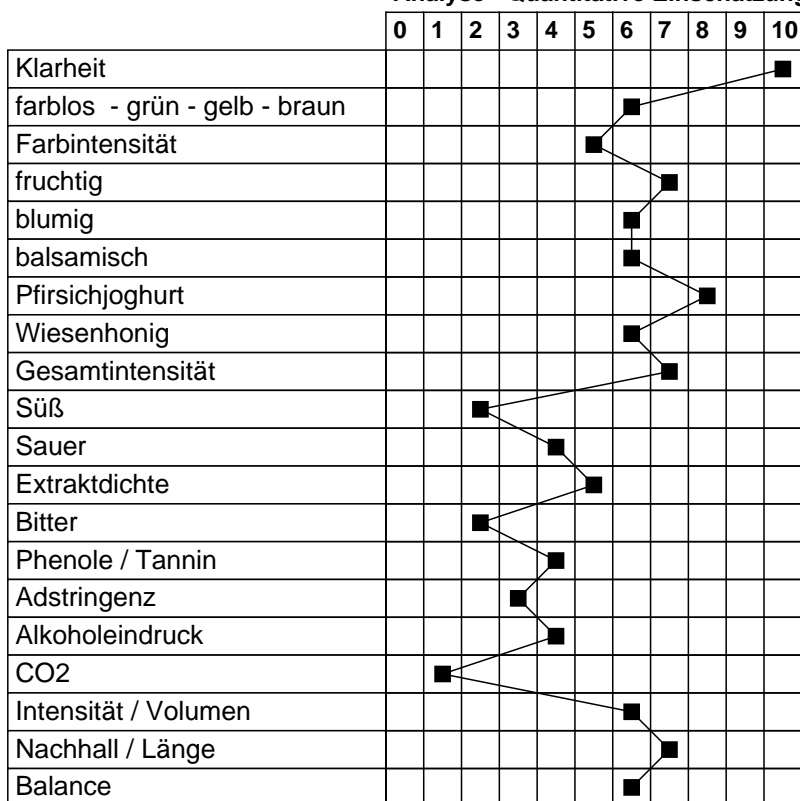 0 1 2 3 4 5 6 7 8 9 10
Klarheit
farblos - grün - gelb - braun
Farbintensität
fruchtig
blumig
balsamisch
Pfirsichjoghurt
Wiesenhonig
Gesamtintensität
Süß
Sauer
Extraktdichte
Bitter
Phenole / Tannin
Adstringenz
Alkoholeindruck
CO2
Intensität / Volumen
Nachhall / Länge
Balance